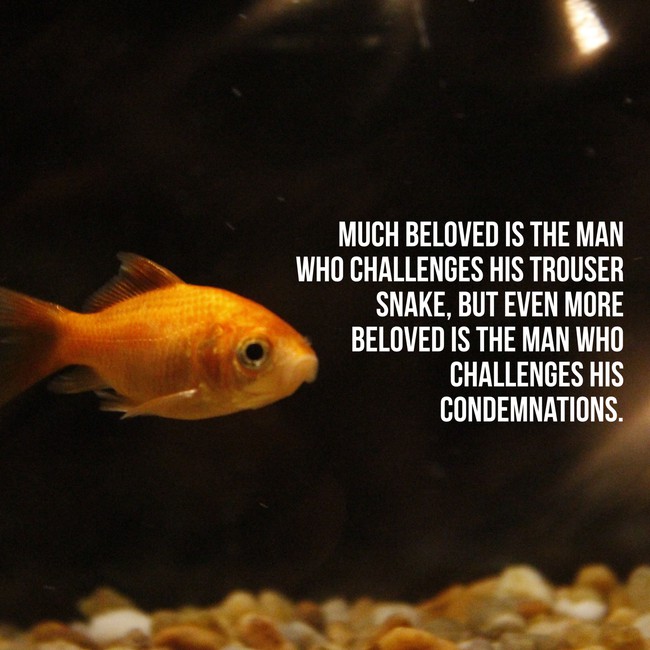 MUCH BELOVED IS THE MAN
WHO CHALLENGES HIS TROUSER
SNAKE, BUT EVEN MORE
BELOVED IS THE MAN WHO
CHALLENGES HIS
CONDEMNATIONS.